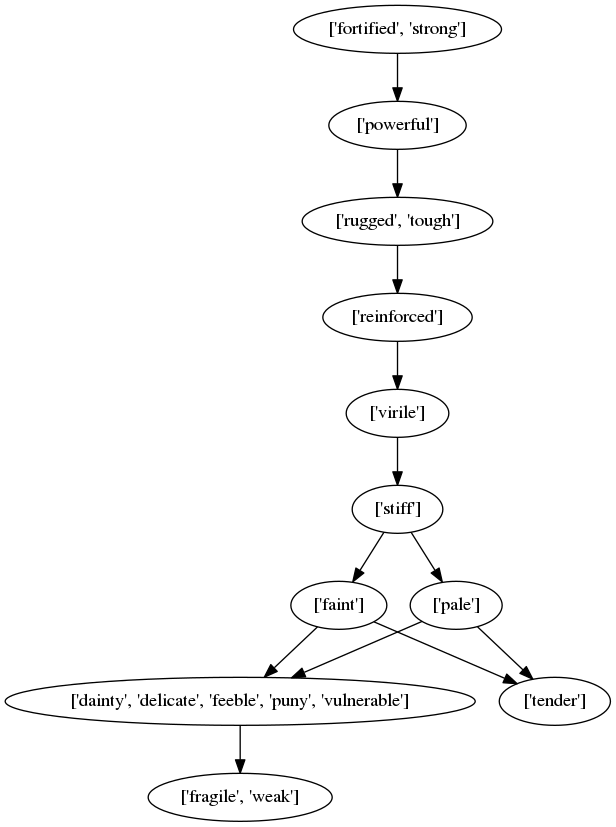 ['fortified', 'strong']
['powerful']
['rugged', 'tough']
['reinforced']
['virile']
['stiff']
['faint']
['pale']
['dainty', 'delicate', 'feeble', 'puny', 'vulnerable']
['tender']
['fragile', 'weak']